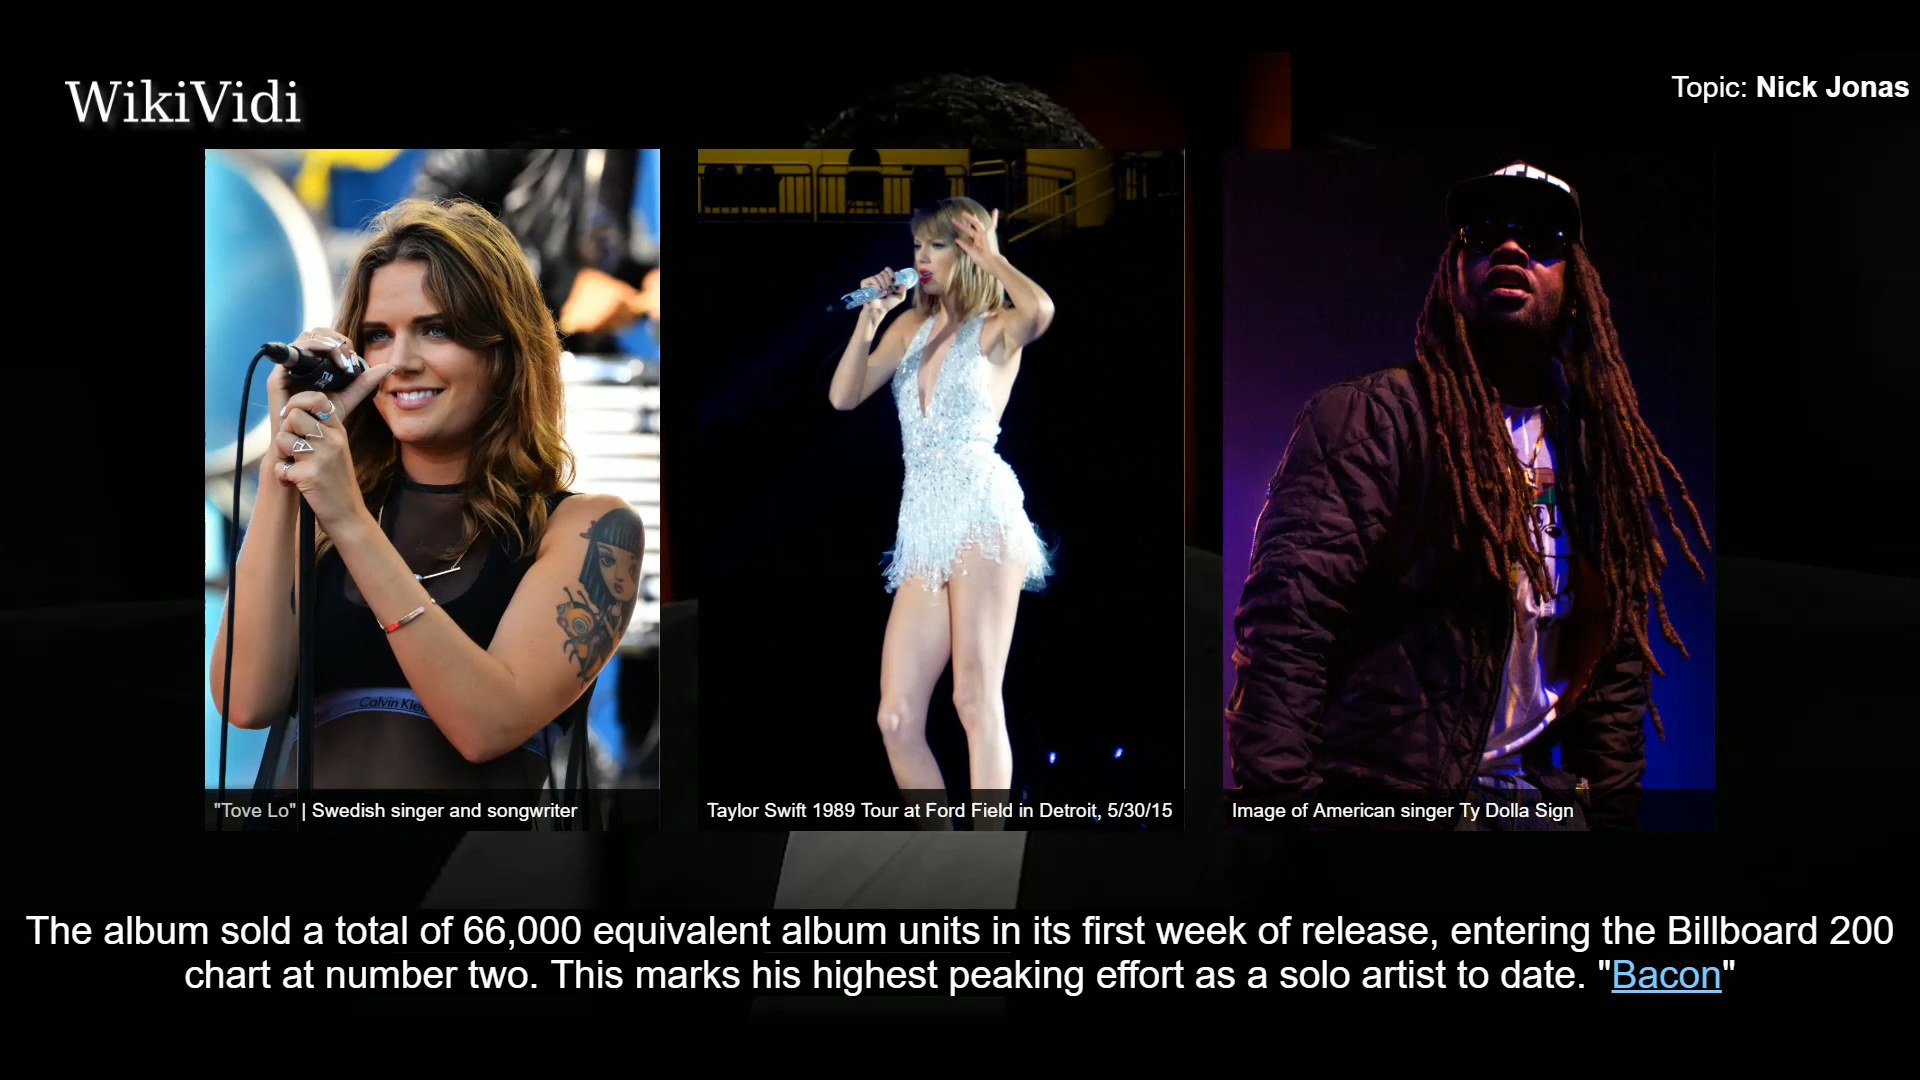 WikiVidi
Topic: Nick Jonas
"Tove Lo" | Swedish singer and songwriter
Taylor Swift 1989 Tour at Ford Field in Detroit, 5/30/15
Image of American singer Ty Dolla Sign
The album sold a total of 66,000 equivalent album units in its first week of release, entering the Billboard 200
chart at number two. This marks his highest peaking effort as a solo artist to date. "Bacon"